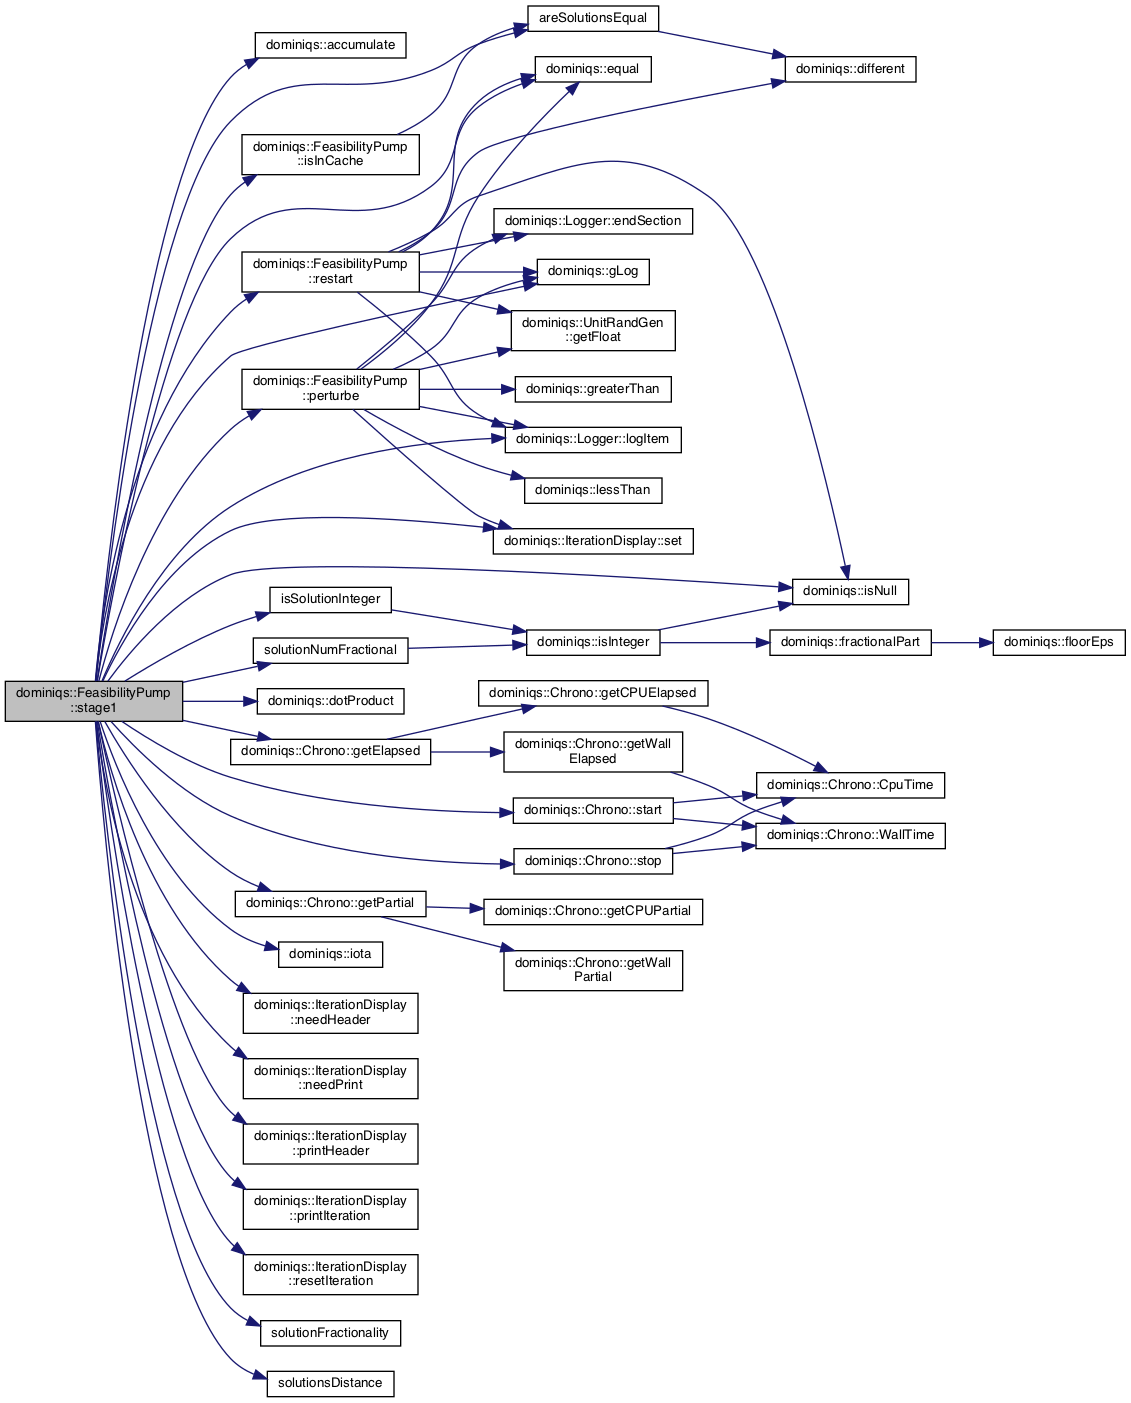 areSolutionsEqual
dominiqs::accumulate
dominiqs::equal
dominiqs::different
dominiqs::FeasibilityPump
::isInCache
dominiqs::Logger::endSection
dominiqs::FeasibilityPump
::restart
dominiqs::gLog
dominiqs::UnitRandGen
::getFloat
dominiqs::FeasibilityPump
::perturbe
dominiqs::greaterThan
dominiqs::Logger::logItem
dominiqs::lessThan
dominiqs::IterationDisplay::set
dominiqs::isNull
isSolutionInteger
solutionNumFractional
dominiqs::isInteger
dominiqs::fractionalPart
dominiqs::floorEps
dominiqs::FeasibilityPump
::stage1
dominiqs::dotProduct
dominiqs::Chrono::getCPUElapsed
dominiqs::Chrono::getElapsed
dominiqs::Chrono::getWall
Elapsed
dominiqs::Chrono::CpuTime
dominiqs::Chrono::start
dominiqs::Chrono::WallTime
dominiqs::Chrono::stop
dominiqs::Chrono::getPartial
dominiqs::Chrono::getCPUPartial
dominiqs::iota
dominiqs::Chrono::getWall
Partial
dominiqs::IterationDisplay
::needHeader
dominiqs::IterationDisplay
::needPrint
dominiqs::IterationDisplay
::printHeader
dominiqs::IterationDisplay
::printIteration
dominiqs::IterationDisplay
::resetIteration
solutionFractionality
solutionsDistance